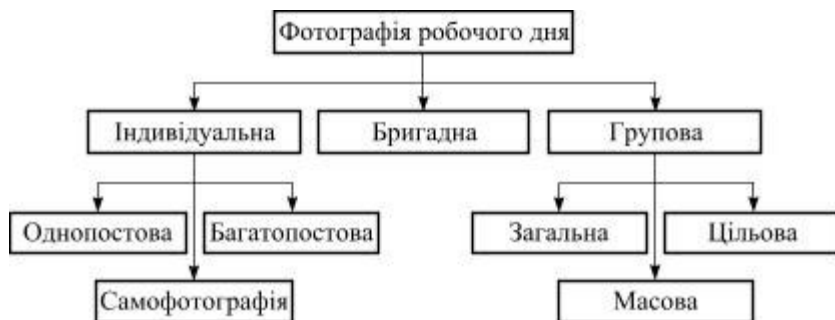 Фотографія робочого дня
Індивідуальна
Бригадна
Групова
Однопостова
Багатопостова
Загальна
Цільова
Самофотографія
Масова